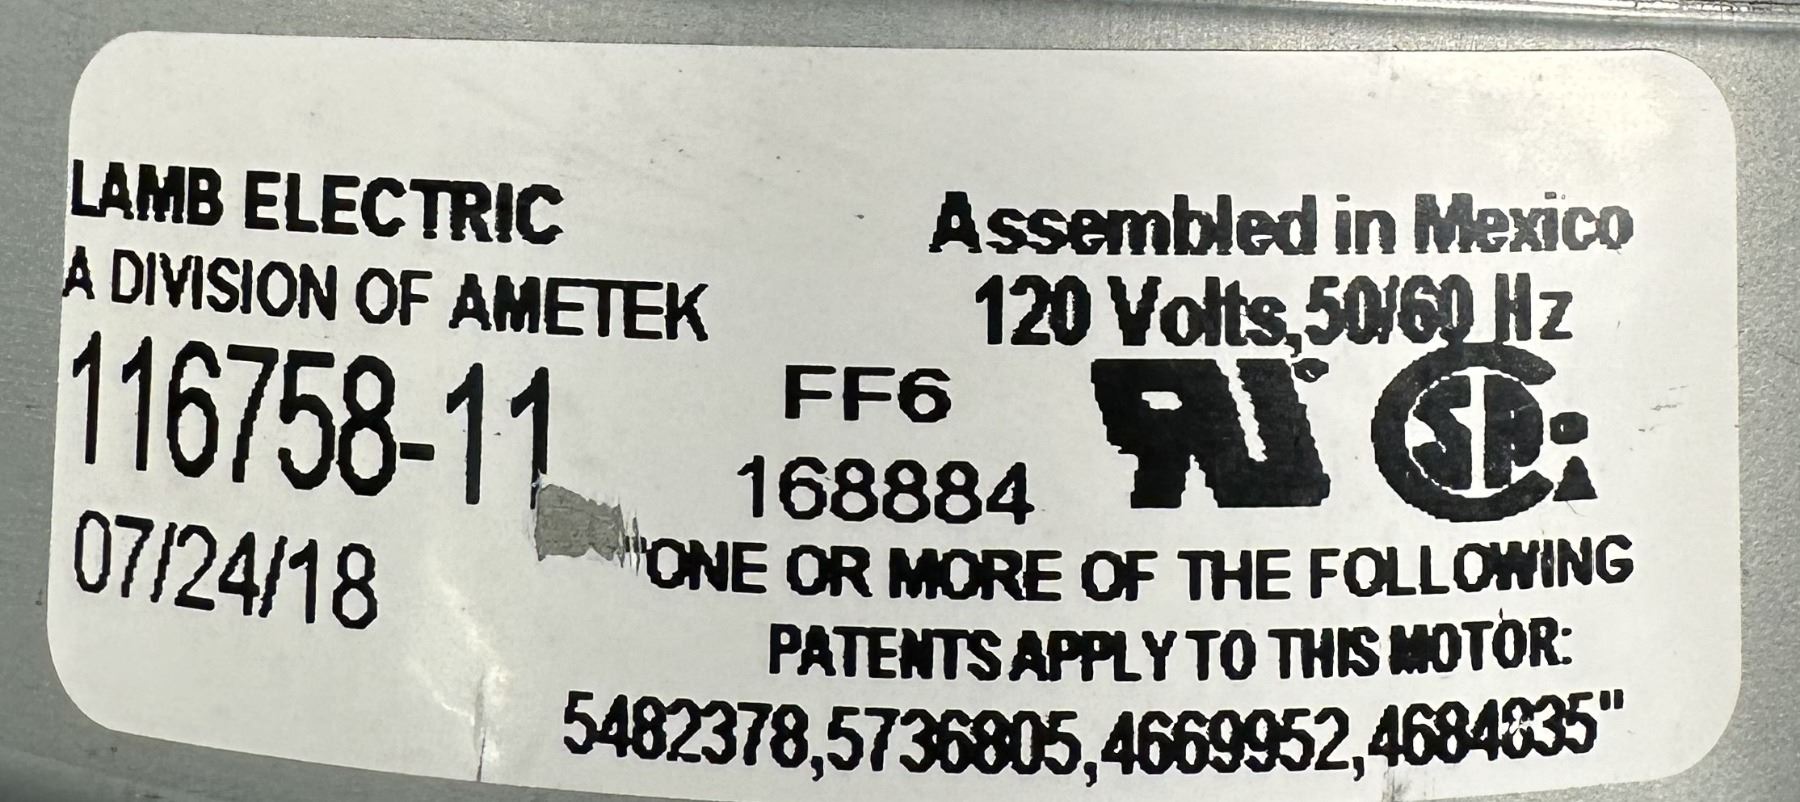 LAMB ELECTRIC
A DIVISION OF AMETEK
116758-11
07/24/18
Assembled in Mexico
120 Volts,50/60 Hz
FF6
168884
"ONE OR MORE OF THE FOLLOWING
PATENTS APPLY TO THIS MOTOR:
5482378,5736805,4669952,4684835"